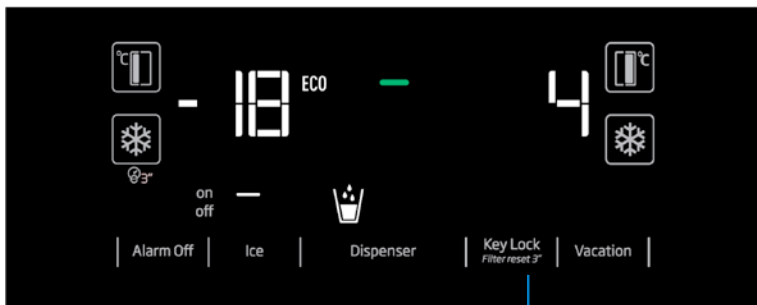 °C
°C
-18 ECO
4
3"
on
off
Alarm Off
Ice
Dispenser
Key Lock
Filter reset 3"
Vacation